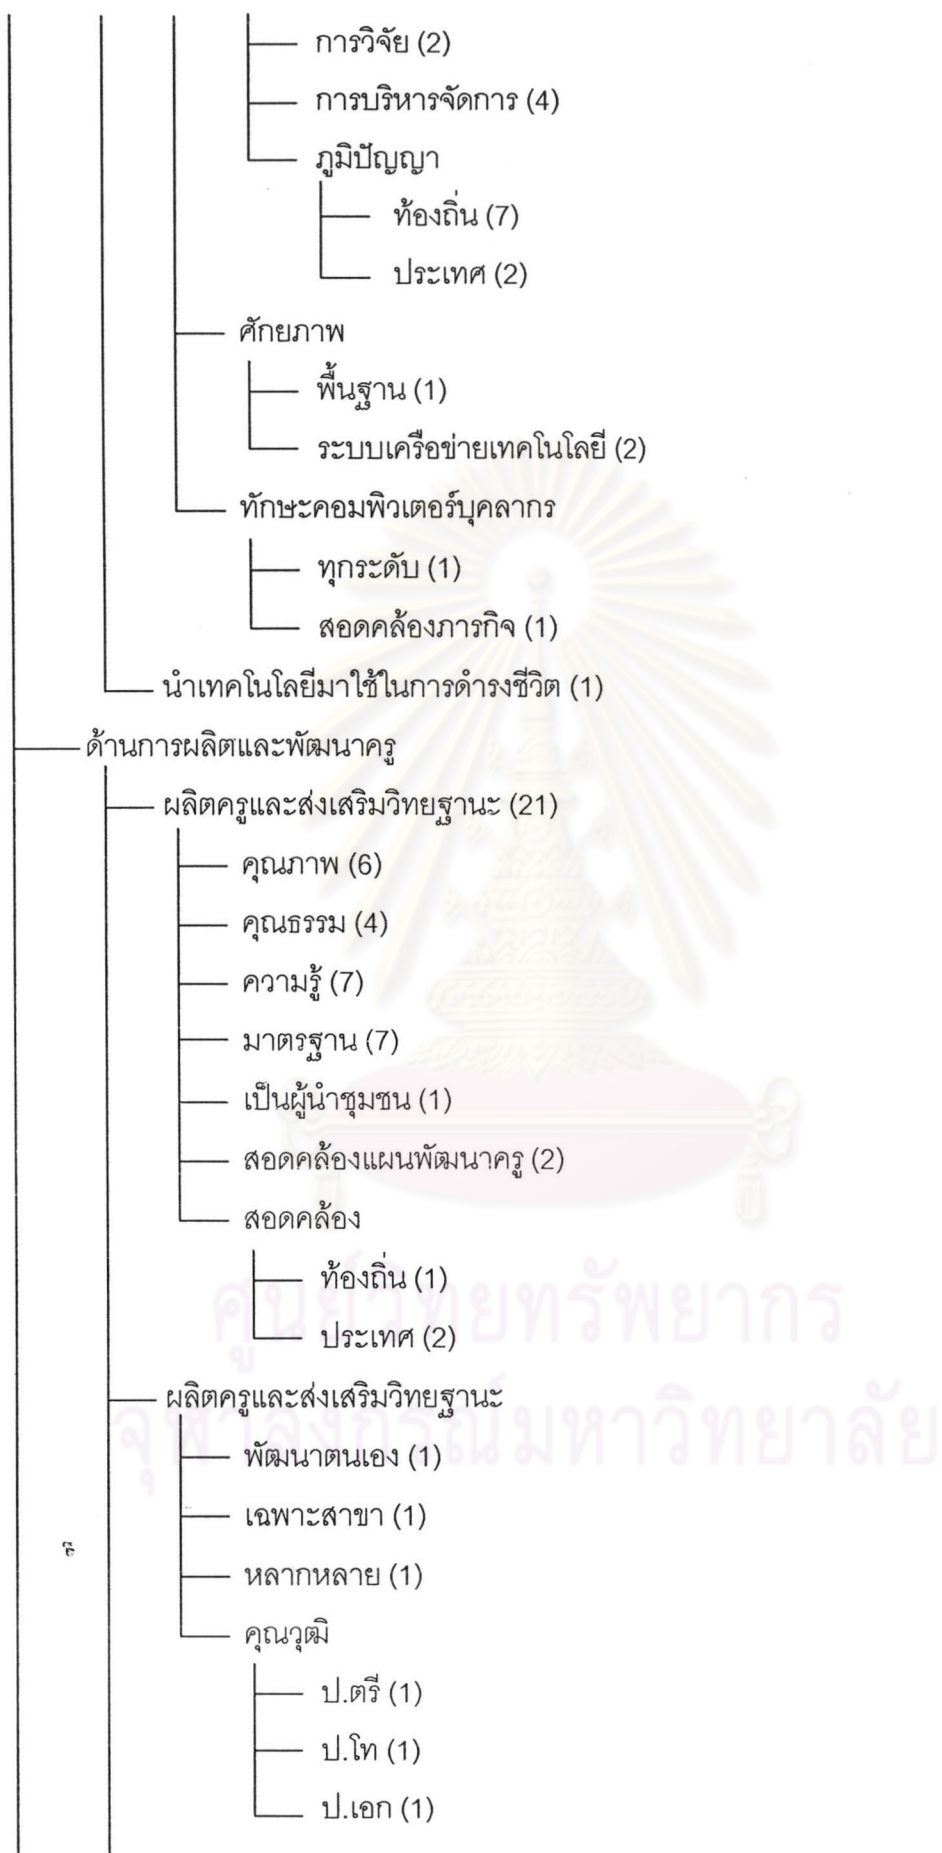 การวิจัย (2)
การบริหารจัดการ (4)
ภูมิปัญญา
ท้องถิ่น (7)
ประเทศ (2)
ศักยภาพ
พื้นฐาน (1)
ระบบเครือข่ายเทคโนโลยี (2)
ทักษะคอมพิวเตอร์บุคลากร
ทุกระดับ (1)
สอดคล้องภารกิจ (1)
นำเทคโนโลยีมาใช้ในการดำรงชีวิต (1)
ด้านการผลิตและพัฒนาครู
ผลิตครูและส่งเสริมวิทยฐานะ (21)
คุณภาพ (6)
คุณธรรม (4)
ความรู้ (7)
มาตรฐาน (7)
เป็นผู้นำชุมชน (1)
สอดคล้องแผนพัฒนาครู (2)
สอดคล้อง
ท้องถิ่น (1)
ประเทศ (2)
ศูนย์วิทยทรัพยากร
จุฬาลงกรณ์มหาวิทยาลัย
ผลิตครูและส่งเสริมวิทยฐานะ
พัฒนาตนเอง (1)
เฉพาะสาขา (1)
หลากหลาย (1)
คุณวุฒิ
ป.ตรี (1)
ป.โท (1)
ป.เอก (1)